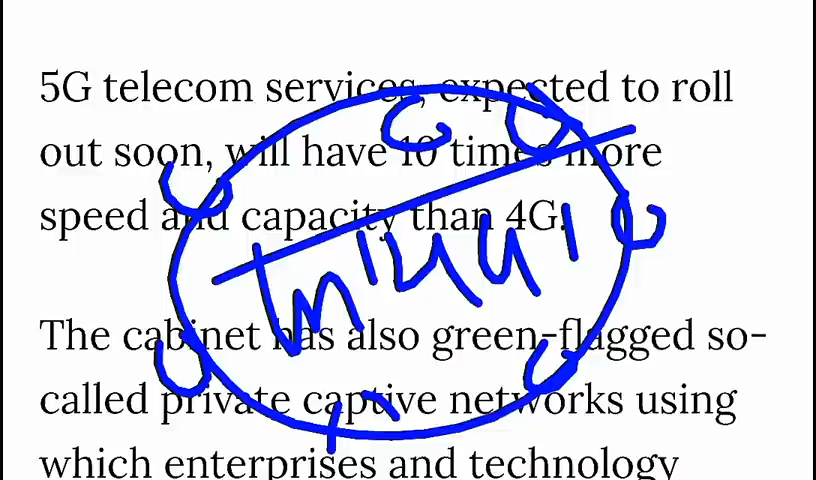 5G telecom services, expected to roll
out soon, will have 10 times more
speed and capacity than 4G.
The cabinet has also green-flagged so-
called private captive networks using
which enterprises and technology